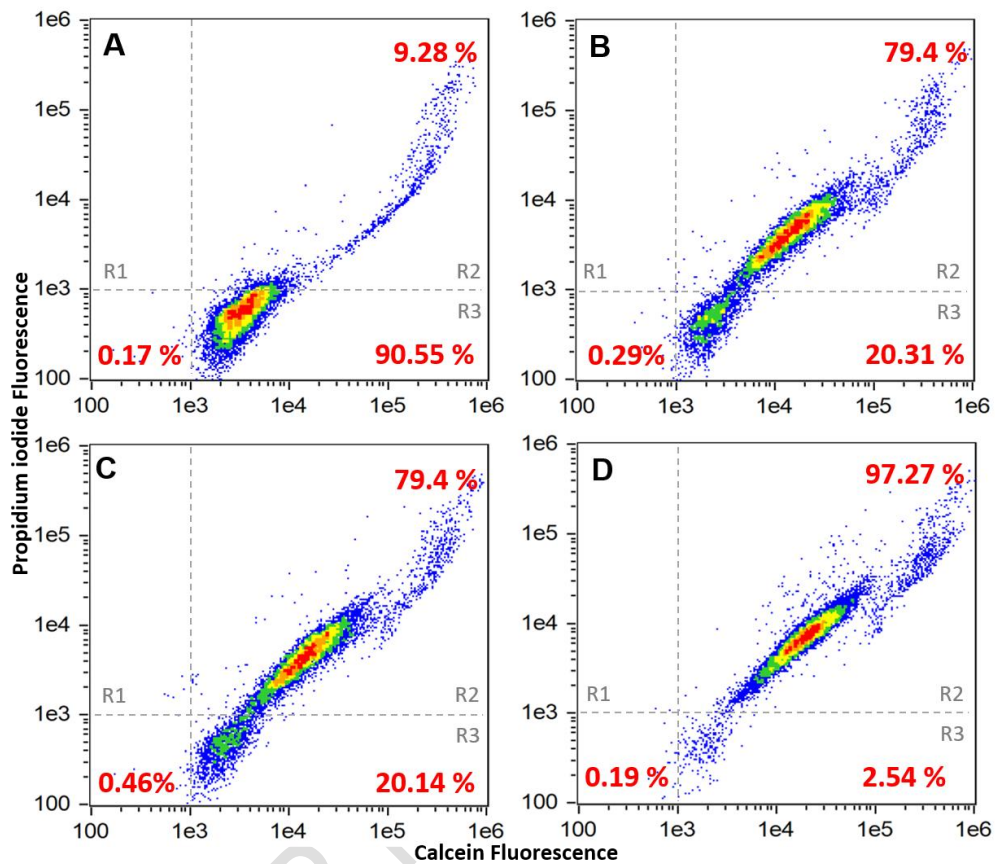 Propidium iodide Fluorescence
A
1e6
9.28 %
1e5
1e4
R1
R2
1e3
R3
0.17 %
90.55 %
100
100
1e3
1e4
1e5
1e6
B
1e6
79.4 %
1e5
1e4
R1
R2
1e3
R3
0.29%
20.31 %
100
100
1e3
1e4
1e5
1e6
C
1e6
79.4 %
1e5
1e4
R1
R2
1e3
R3
0.46%
20.14 %
100
100
1e3
1e4
1e5
1e6
D
1e6
97.27 %
1e5
1e4
R1
R2
1e3
R3
0.19 %
2.54 %
100
100
1e3
1e4
1e5
1e6
Calcein Fluorescence